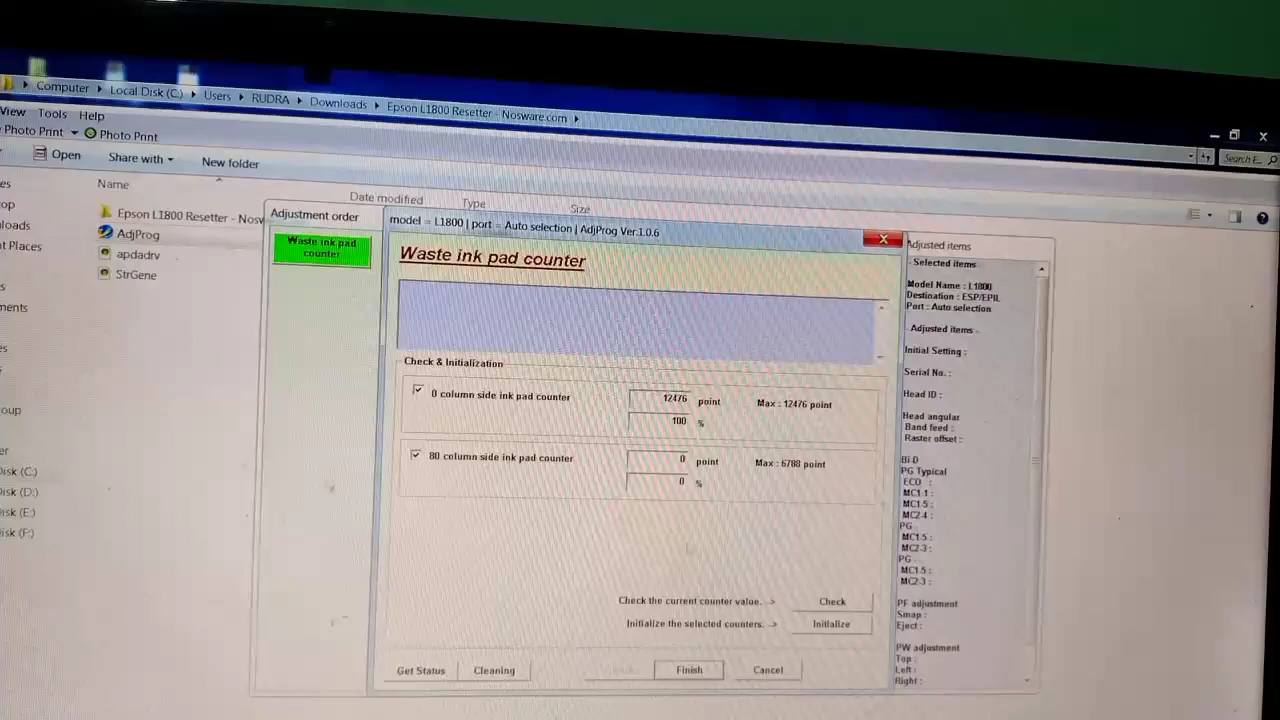 Computer Local Disk (C:) Users RUDRA Downloads Epson L1800 Resetter - Nosware.com
View Tools Help
Photo Print Photo Print
Open Share with New folder
Search
Name Date modified Type Size
Epson L1800 Resetter - Nosw
AdjProg
apdadrv
StrGene
Places
Disk (C:)
Disk (D:)
Disk (E:)
Disk (F:)
Adjustment order
Waste ink pad
counter
model = L1800 | port = Auto selection | AdjProg Ver.1.0.6
Waste ink pad counter
Check & Initialization
0 column side ink pad counter 12476 point Max : 12476 point
100 %
80 column side ink pad counter 0 point Max : 6788 point
0 %
Check the current counter value. -> Check
Initialize the selected counters. -> Initialize
Get Status Cleaning Finish Cancel
Adjusted items
- Selected items
Model Name : L1800
Destination : ESP/EPIL
Port : Auto selection
- Adjusted items -
Initial Setting :
Serial No. :
Head ID :
Head angular
Band feed :
Raster offset :
Bi-D
PG Typical
ECO :
MC1-1 :
MC1-5 :
MC2-4 :
PG
MC1-5 :
MC2-3 :
PG
MC1-5 :
MC2-3 :
PF adjustment
Smap :
Eject :
PW adjustment
Top :
Left :
Right :